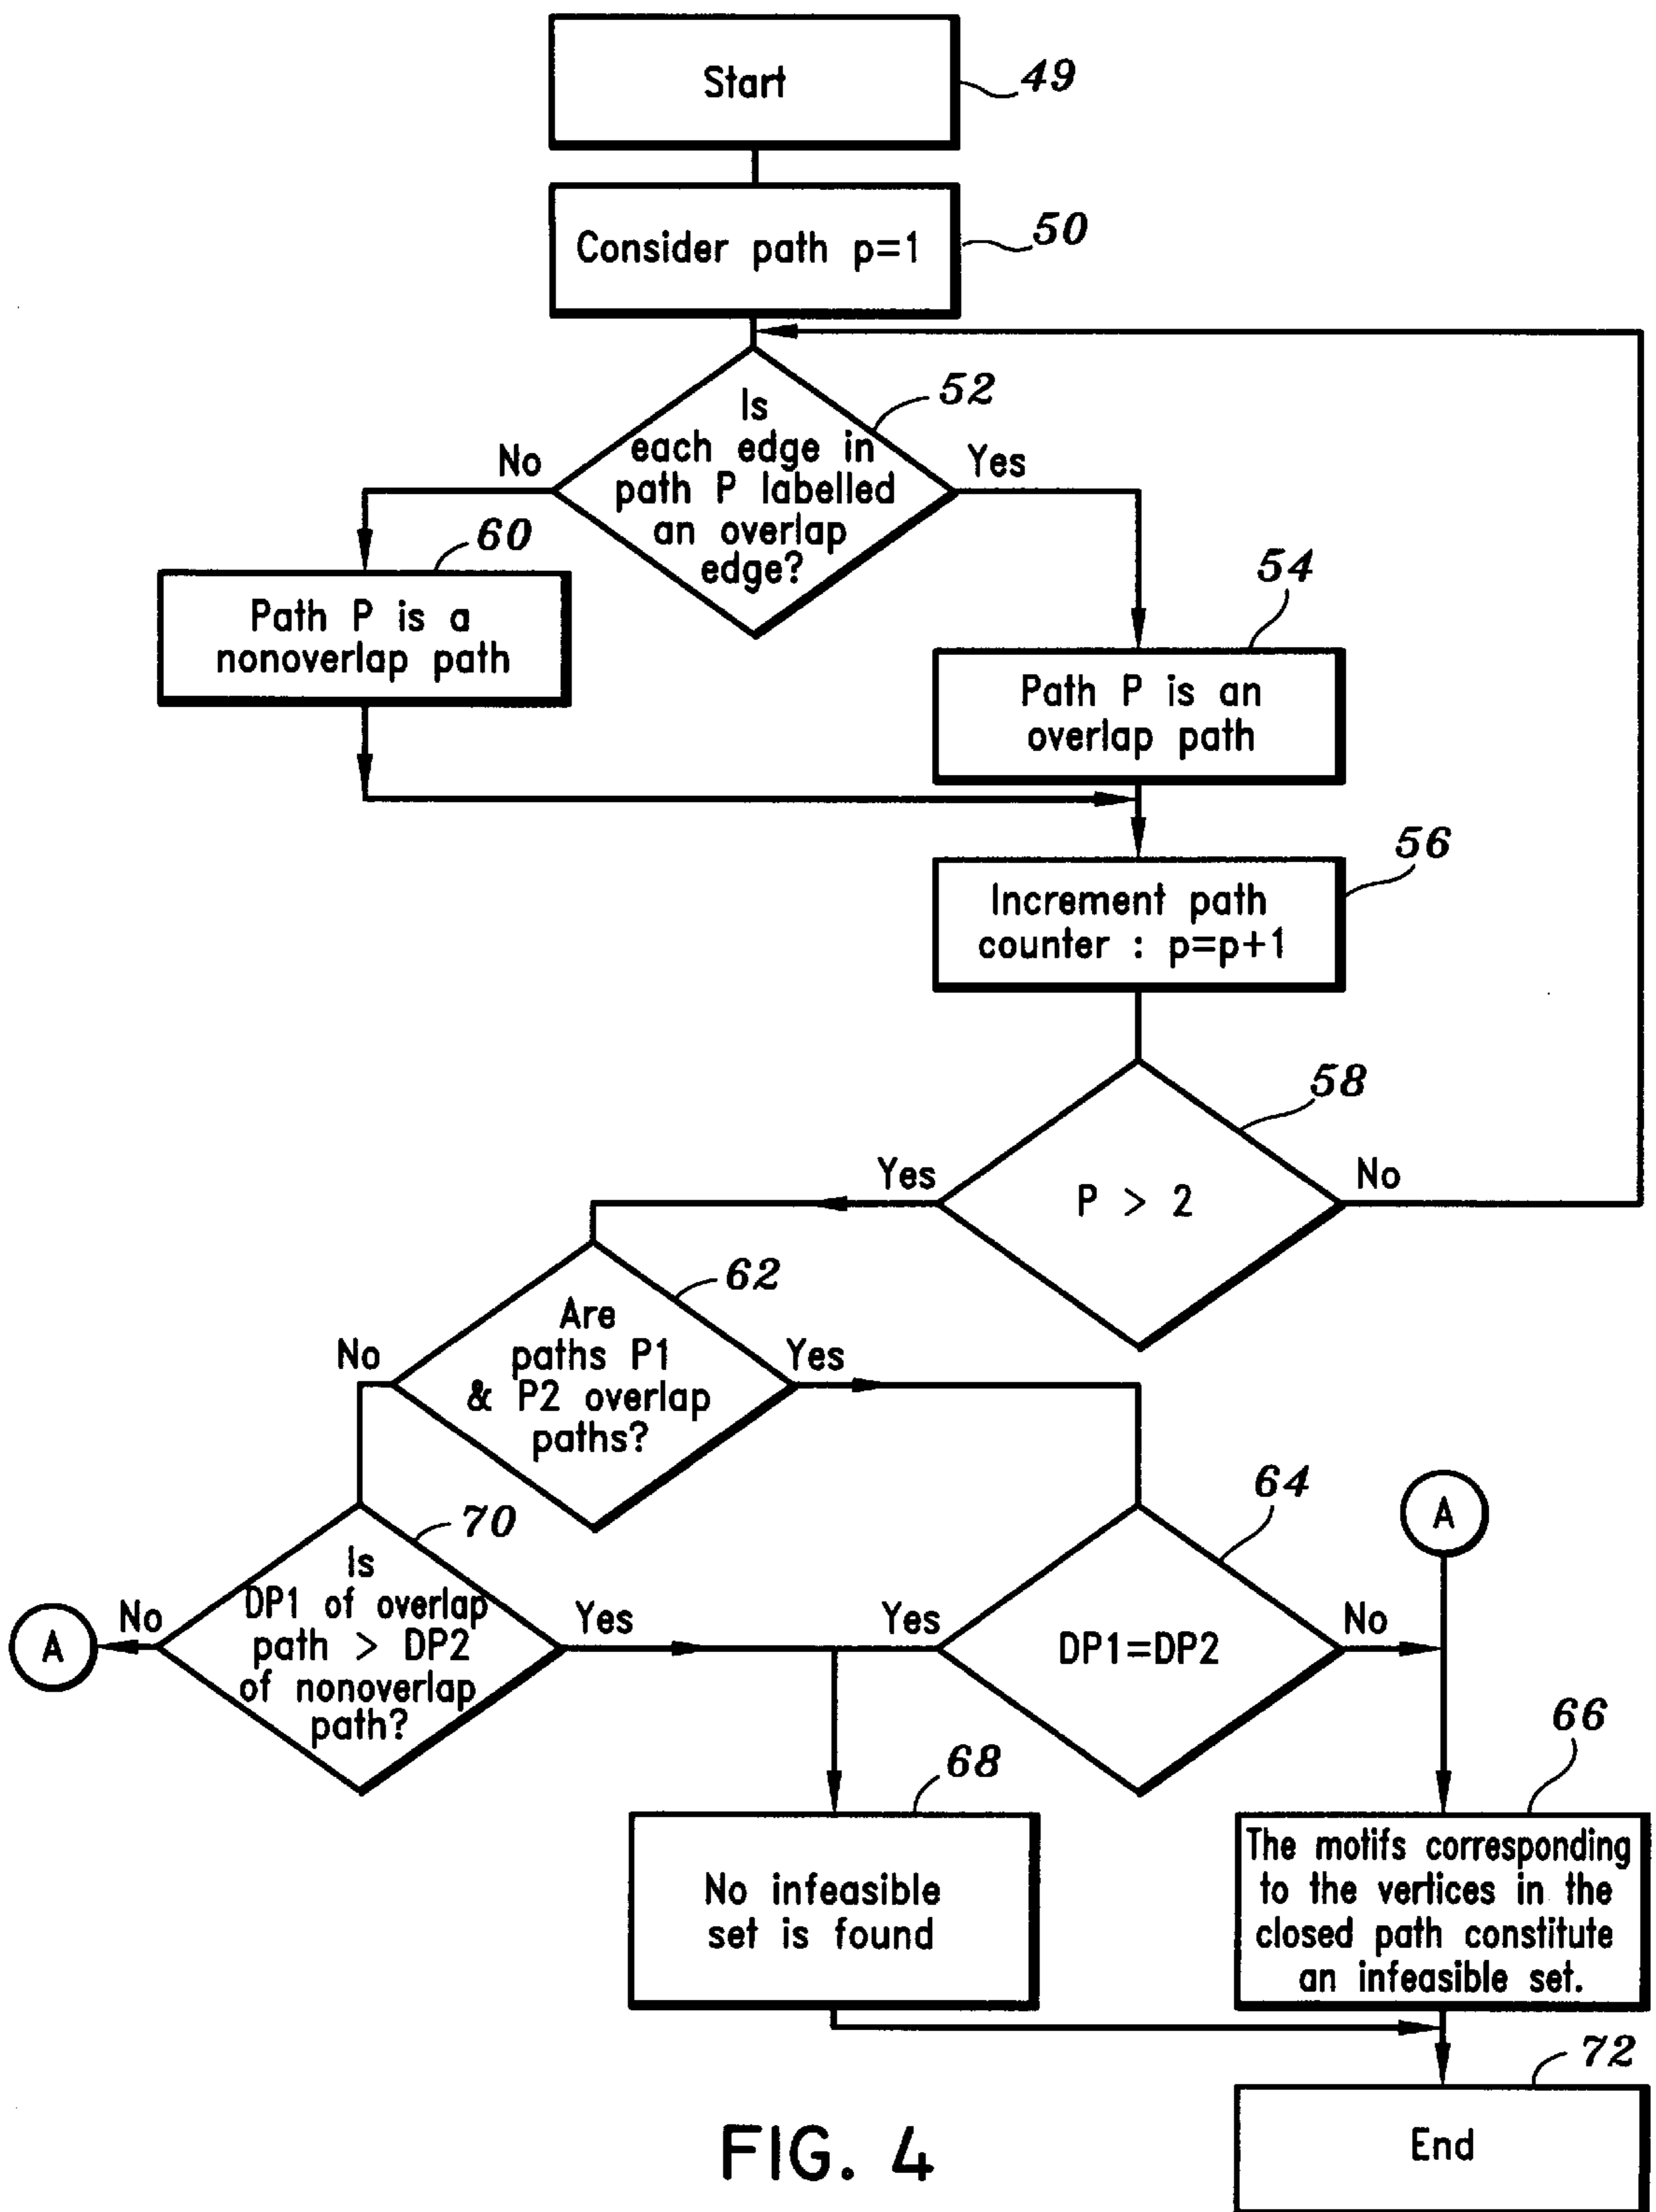 Start
49
Consider path p=1
50
Is
each edge in
path P labelled
an overlap
edge?
52
No
Yes
60
Path P is a
nonoverlap path
54
Path P is an
overlap path
56
Increment path
counter : p=p+1
58
P > 2
Yes
No
62
Are
paths P1
& P2 overlap
paths?
No
Yes
64
A
70
Is
DP1 of overlap
path > DP2
of nonoverlap
path?
A
No
Yes
Yes
DP1=DP2
No
66
68
No infeasible
set is found
The motifs corresponding
to the vertices in the
closed path constitute
an infeasible set.
72
End
FIG. 4